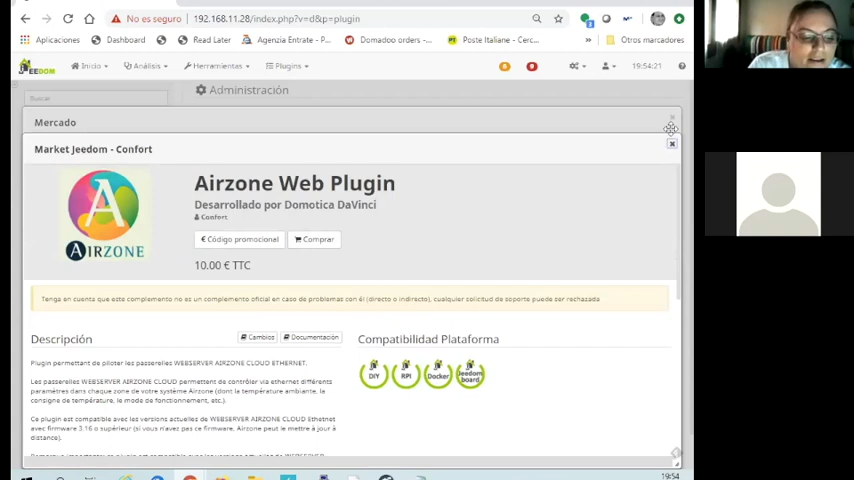 No es seguro
192.168.11.28/index.php?v=d&p=plugin
Aplicaciones
Dashboard
Read Later
Agenzia Entrate - P...
Domadoo orders -...
Poste Italiane - Cerc...
»
Otros marcadores
JEEDOM
Inicio
Análisis
Herramientas
Plugins
19:54:21
Buscar
Administración
Mercado
Market Jeedom - Confort
A
AIRZONE
Airzone Web Plugin
Desarrollado por Domotica DaVinci
Confort
€ Código promocional
Comprar
10.00 € TTC
Tenga en cuenta que este complemento no es un complemento oficial en caso de problemas con él (directo o indirecto), cualquier solicitud de soporte puede ser rechazada
Descripción
Cambios
Documentación
Compatibilidad Plataforma
DIY
RPI
Docker
Jeedom
board
Plugin permettant de piloter les passerelles WEBSERVER AIRZONE CLOUD ETHERNET.
Les passerelles WEBSERVER AIRZONE CLOUD permettent de contrôler via ethernet différents
paramètres dans chaque zone de votre système Airzone (dont la température ambiante, la
consigne de température, le mode de fonctionnement, etc.).
Ce plugin est compatible avec les versions actuelles du WEBSERVER AIRZONE CLOUD Ethetnet
avec firmware 3.16 o supérieur (si vous n'avez pas ce firmware, Airzone peut le mettre à jour à
distance).
19:54